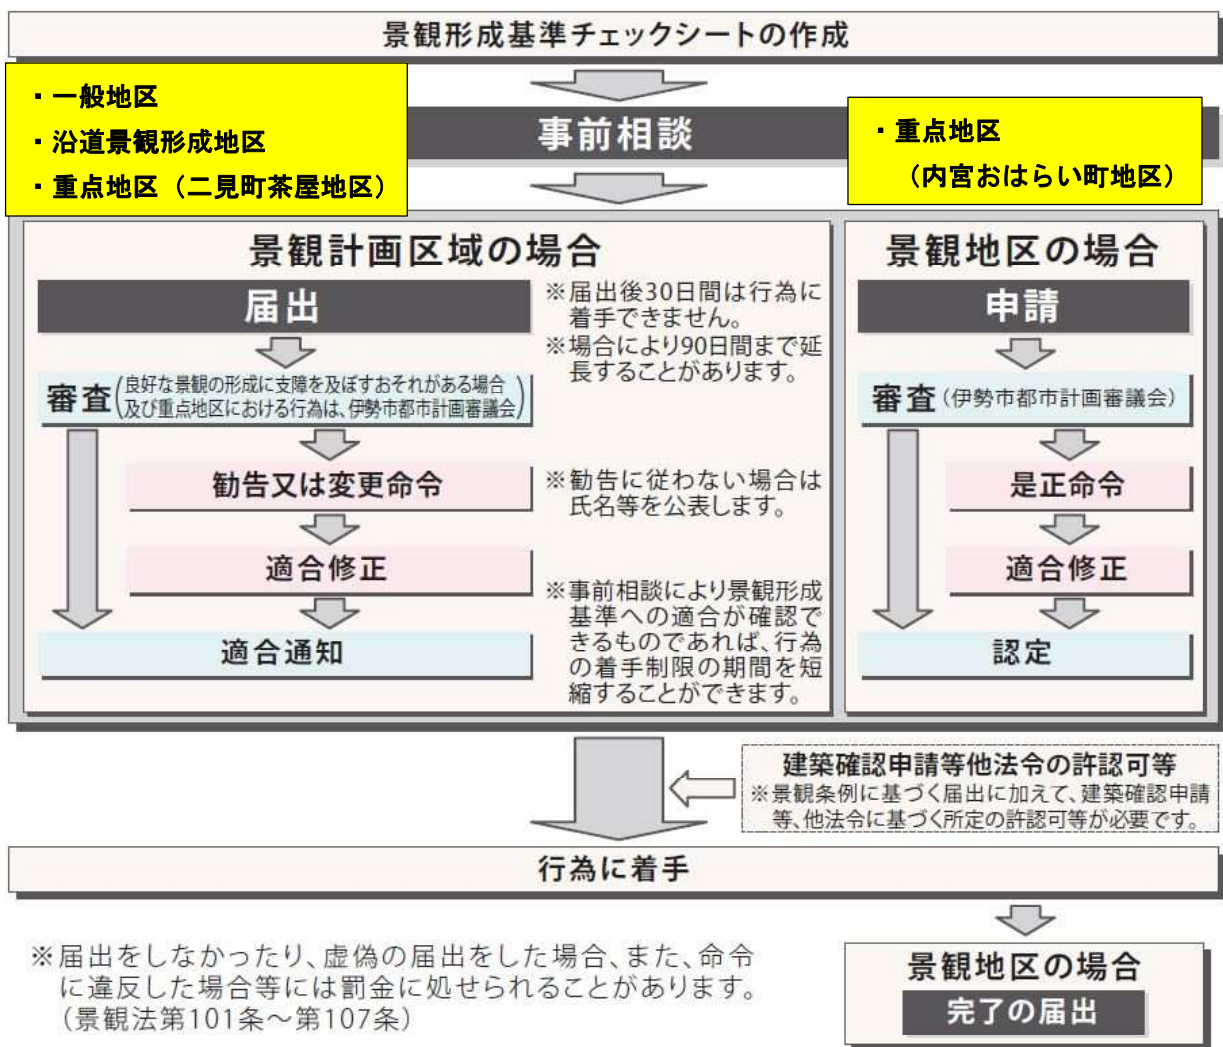 景観形成基準チェックシートの作成
・一般地区
・沿道景観形成地区
・重点地区（二見町茶屋地区）
事前相談
・重点地区
（内宮おはらい町地区）
景観計画区域の場合
届出
※届出後30日間は行為に
着手できません。
※場合により90日間まで延
長することがあります。
審査（良好な景観の形成に支障を及ぼすおそれがある場合
及び重点地区における行為は、伊勢市都市計画審議会）
勧告又は変更命令
※勧告に従わない場合は
氏名等を公表します。
適合修正
※事前相談により景観形成
基準への適合が確認で
きるものであれば、行為
の着手制限の期間を短
縮することができます。
適合通知
景観地区の場合
申請
審査（伊勢市都市計画審議会）
是正命令
適合修正
認定
建築確認申請等他法令の許認可等
※景観条例に基づく届出に加えて、建築確認申請
等、他法令に基づく所定の許認可等が必要です。
行為に着手
※届出をしなかったり、虚偽の届出をした場合、また、命令
に違反した場合等には罰金に処せられることがあります。
（景観法第101条～第107条）
景観地区の場合
完了の届出